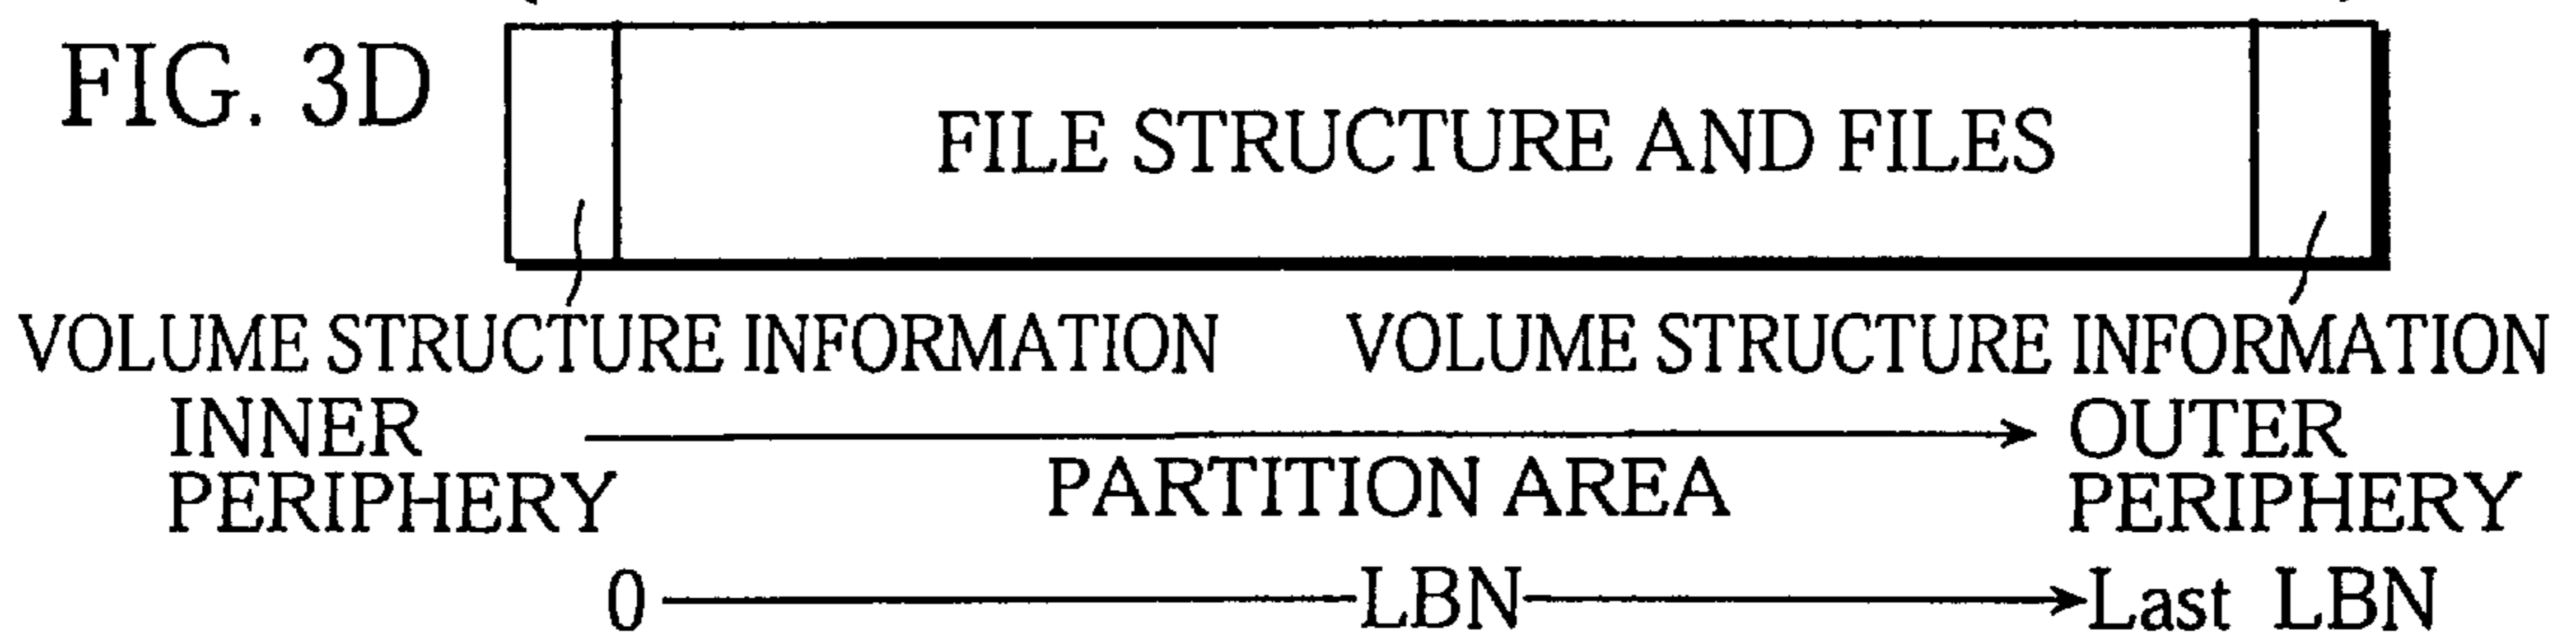 FIG. 3D
FILE STRUCTURE AND FILES
VOLUME STRUCTURE INFORMATION
VOLUME STRUCTURE INFORMATION
INNER
PERIPHERY
PARTITION AREA
OUTER
PERIPHERY
0 LBN Last LBN